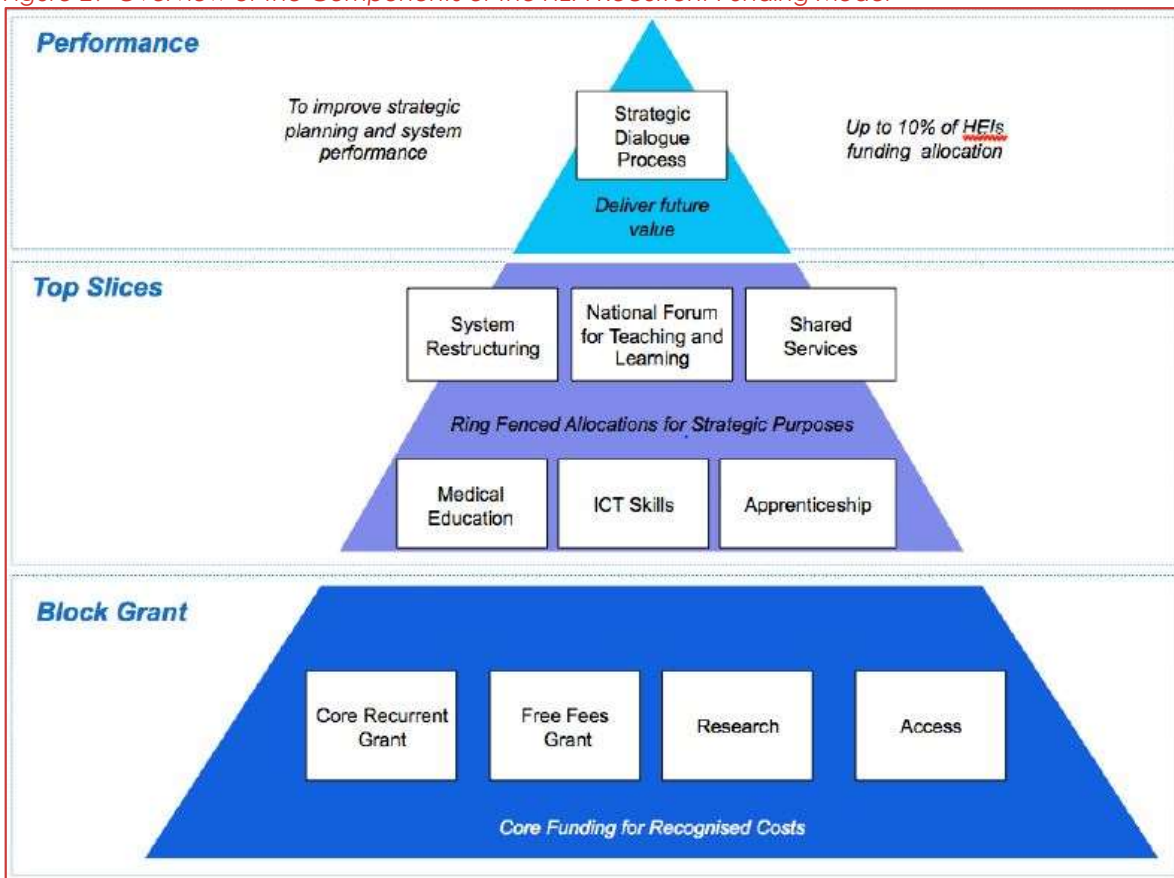 Performance
To improve strategic
planning and system
performance
Strategic
Dialogue
Process
Up to 10% of HEIs
funding allocation
Deliver future
value
Top Slices
System
Restructuring
National Forum
for Teaching and
Learning
Shared
Services
Ring Fenced Allocations for Strategic Purposes
Medical
Education
ICT Skills
Apprenticeship
Block Grant
Core Recurrent
Grant
Free Fees
Grant
Research
Access
Core Funding for Recognised Costs